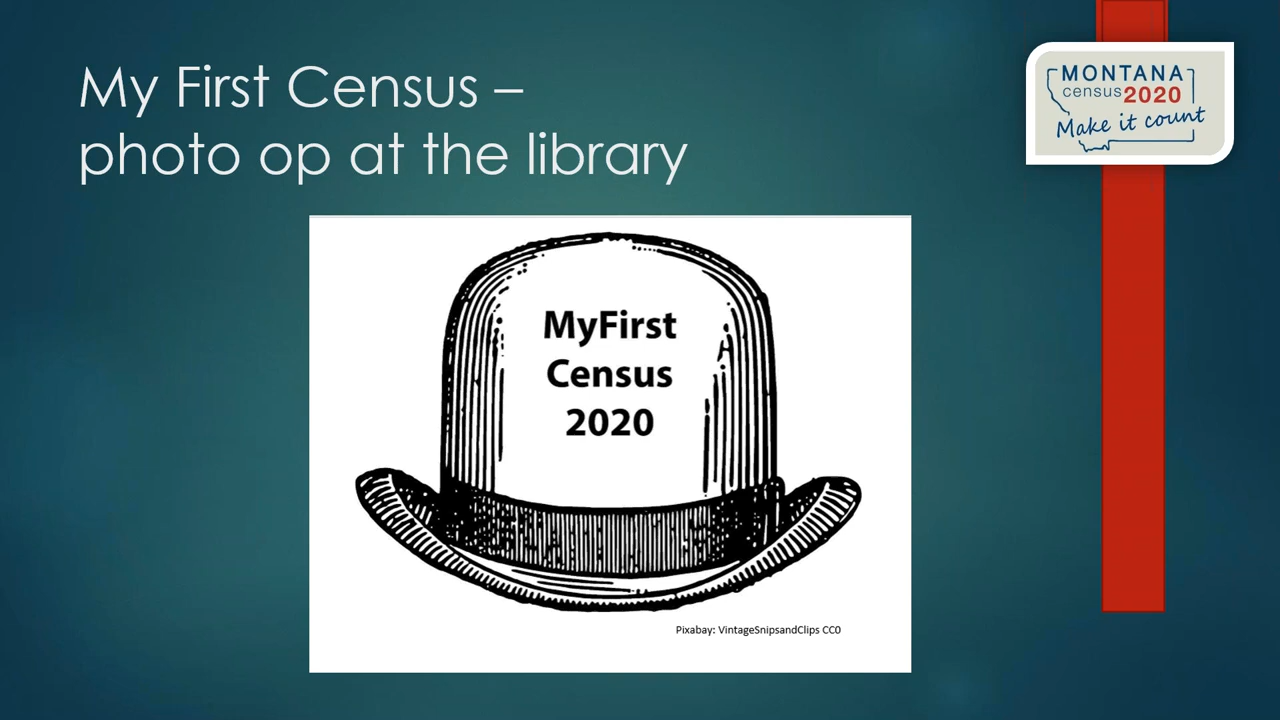 My First Census –
photo op at the library
MONTANA
census2020
Make it count
MyFirst
Census
2020
Pixabay: VintageSnipsandClips CC0